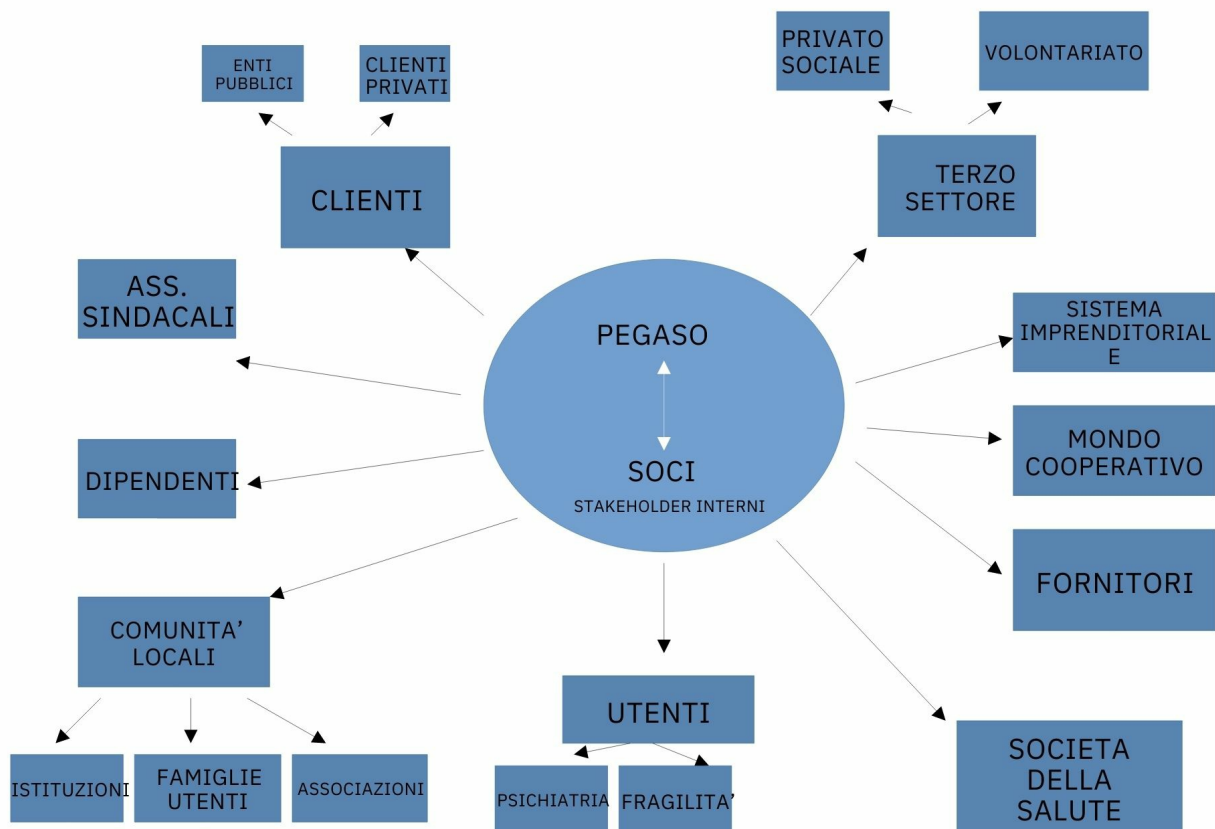 PRIVATO
SOCIALE
VOLONTARIATO
ENTI
PUBBLICI
CLIENTI
PRIVATI
CLIENTI
TERZO
SETTORE
ASS.
SINDACALI
SISTEMA
IMPRENDITORIAL
E
PEGASO
SOCI
STAKEHOLDER INTERNI
MONDO
COOPERATIVO
DIPENDENTI
FORNITORI
COMUNITA’
LOCALI
UTENTI
SOCIETA
DELLA
SALUTE
ISTITUZIONI
FAMIGLIE
UTENTI
ASSOCIAZIONI
PSICHIATRIA
FRAGILITA’